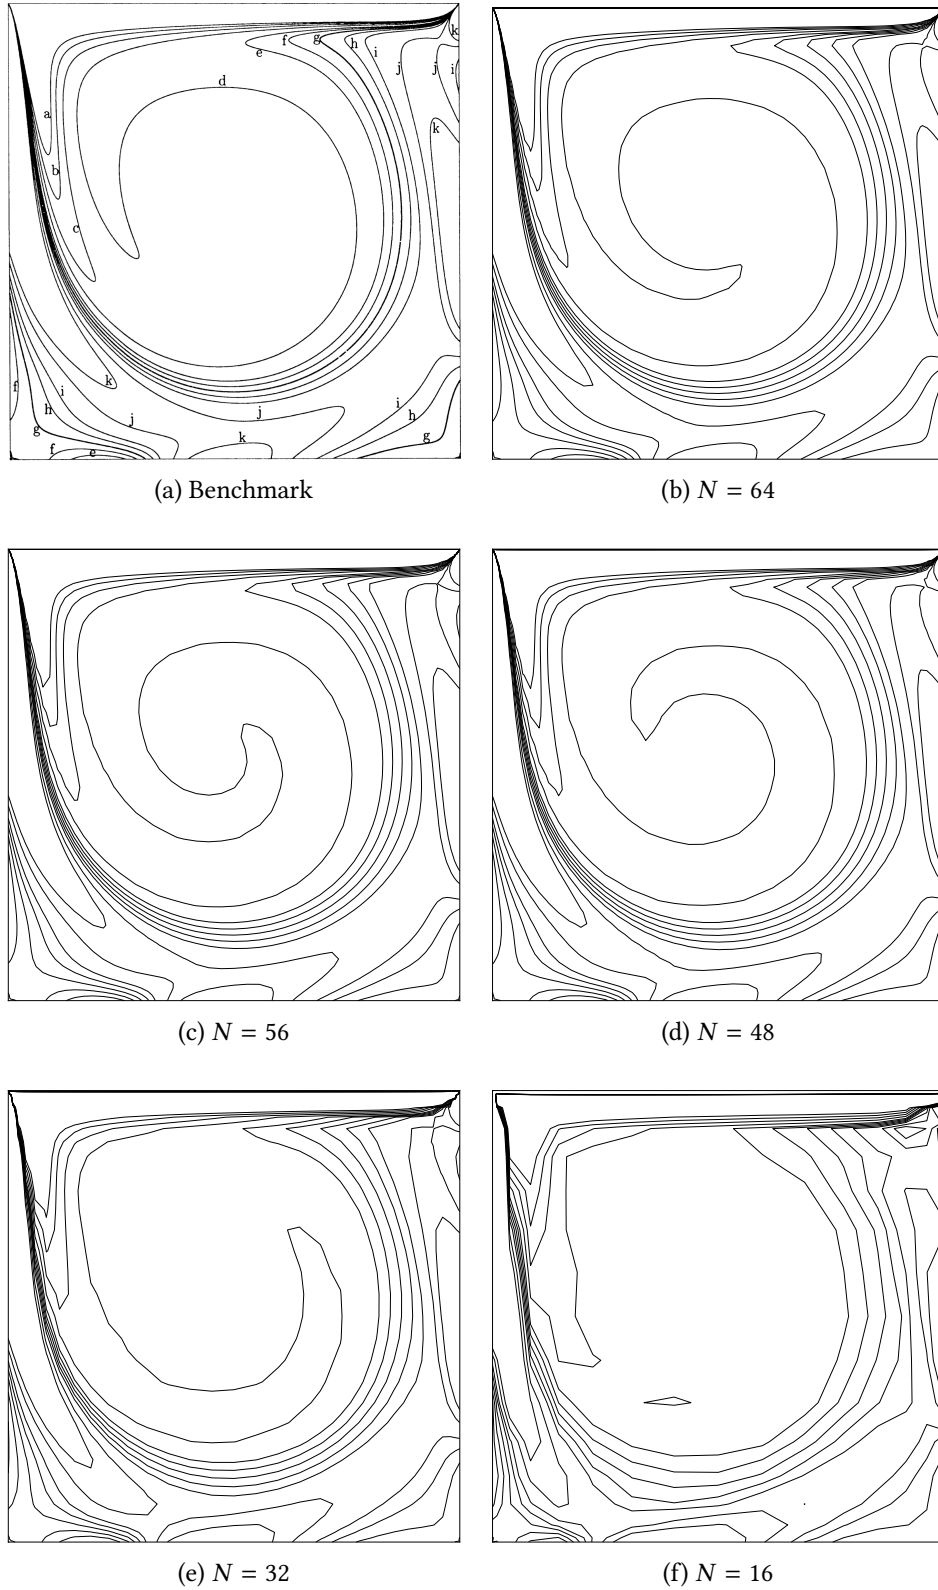 k
f
g
h
i
e
j
j
i
d
a
k
b
c
k
f
i
h
g
j
f
e
j
k
i
h
g
(a) Benchmark
(b) N = 64
(c) N = 56
(d) N = 48
(e) N = 32
(f) N = 16